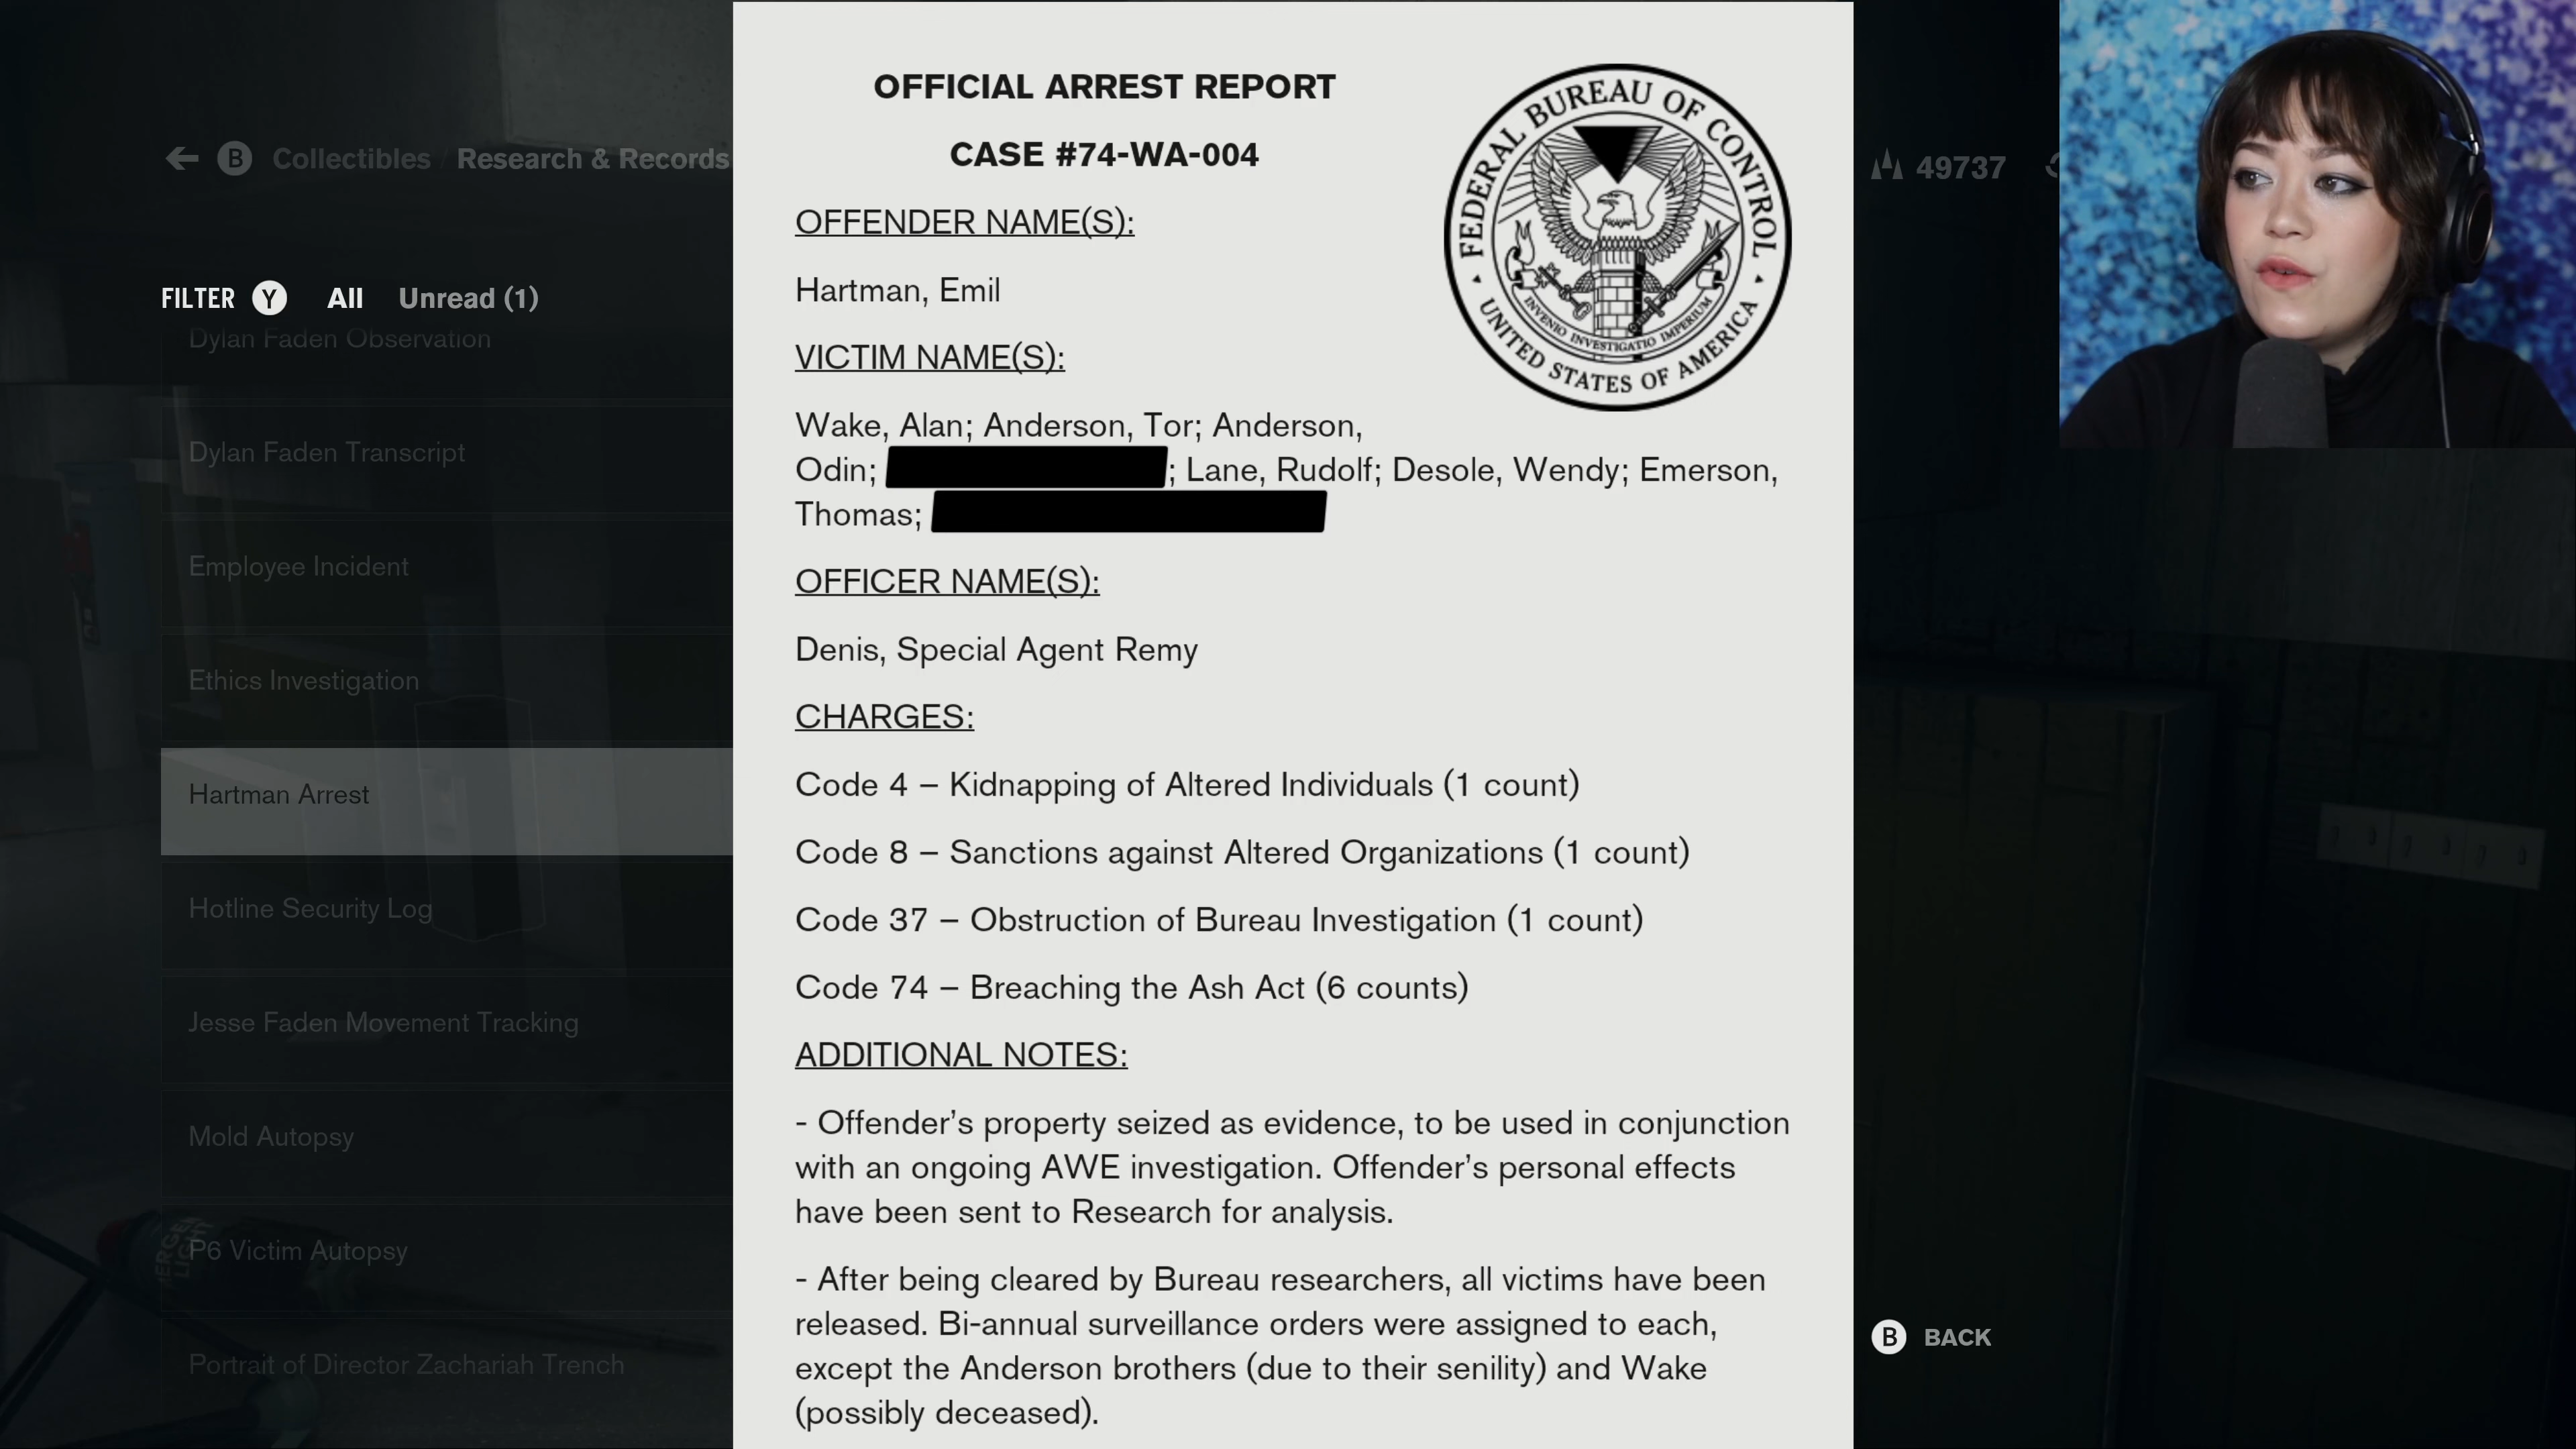 B Collectibles / Research & Records
49737
FILTER Y All Unread (1)
Dylan Faden Observation
Dylan Faden Transcript
Employee Incident
Ethics Investigation
Hartman Arrest
Hotline Security Log
Jesse Faden Movement Tracking
Mold Autopsy
P6 Victim Autopsy
Portrait of Director Zachariah Trench
OFFICIAL ARREST REPORT
CASE #74-WA-004
FEDERAL BUREAU OF CONTROL
UNITED STATES OF AMERICA
INVENIO INVESTIGATIO IMPERIUM
OFFENDER NAME(S):
Hartman, Emil
VICTIM NAME(S):
Wake, Alan; Anderson, Tor; Anderson,
Odin; ; Lane, Rudolf; Desole, Wendy; Emerson,
Thomas;
OFFICER NAME(S):
Denis, Special Agent Remy
CHARGES:
Code 4 – Kidnapping of Altered Individuals (1 count)
Code 8 – Sanctions against Altered Organizations (1 count)
Code 37 – Obstruction of Bureau Investigation (1 count)
Code 74 – Breaching the Ash Act (6 counts)
ADDITIONAL NOTES:
- Offender’s property seized as evidence, to be used in conjunction
with an ongoing AWE investigation. Offender’s personal effects
have been sent to Research for analysis.
- After being cleared by Bureau researchers, all victims have been
released. Bi-annual surveillance orders were assigned to each,
except the Anderson brothers (due to their senility) and Wake
(possibly deceased).
B BACK